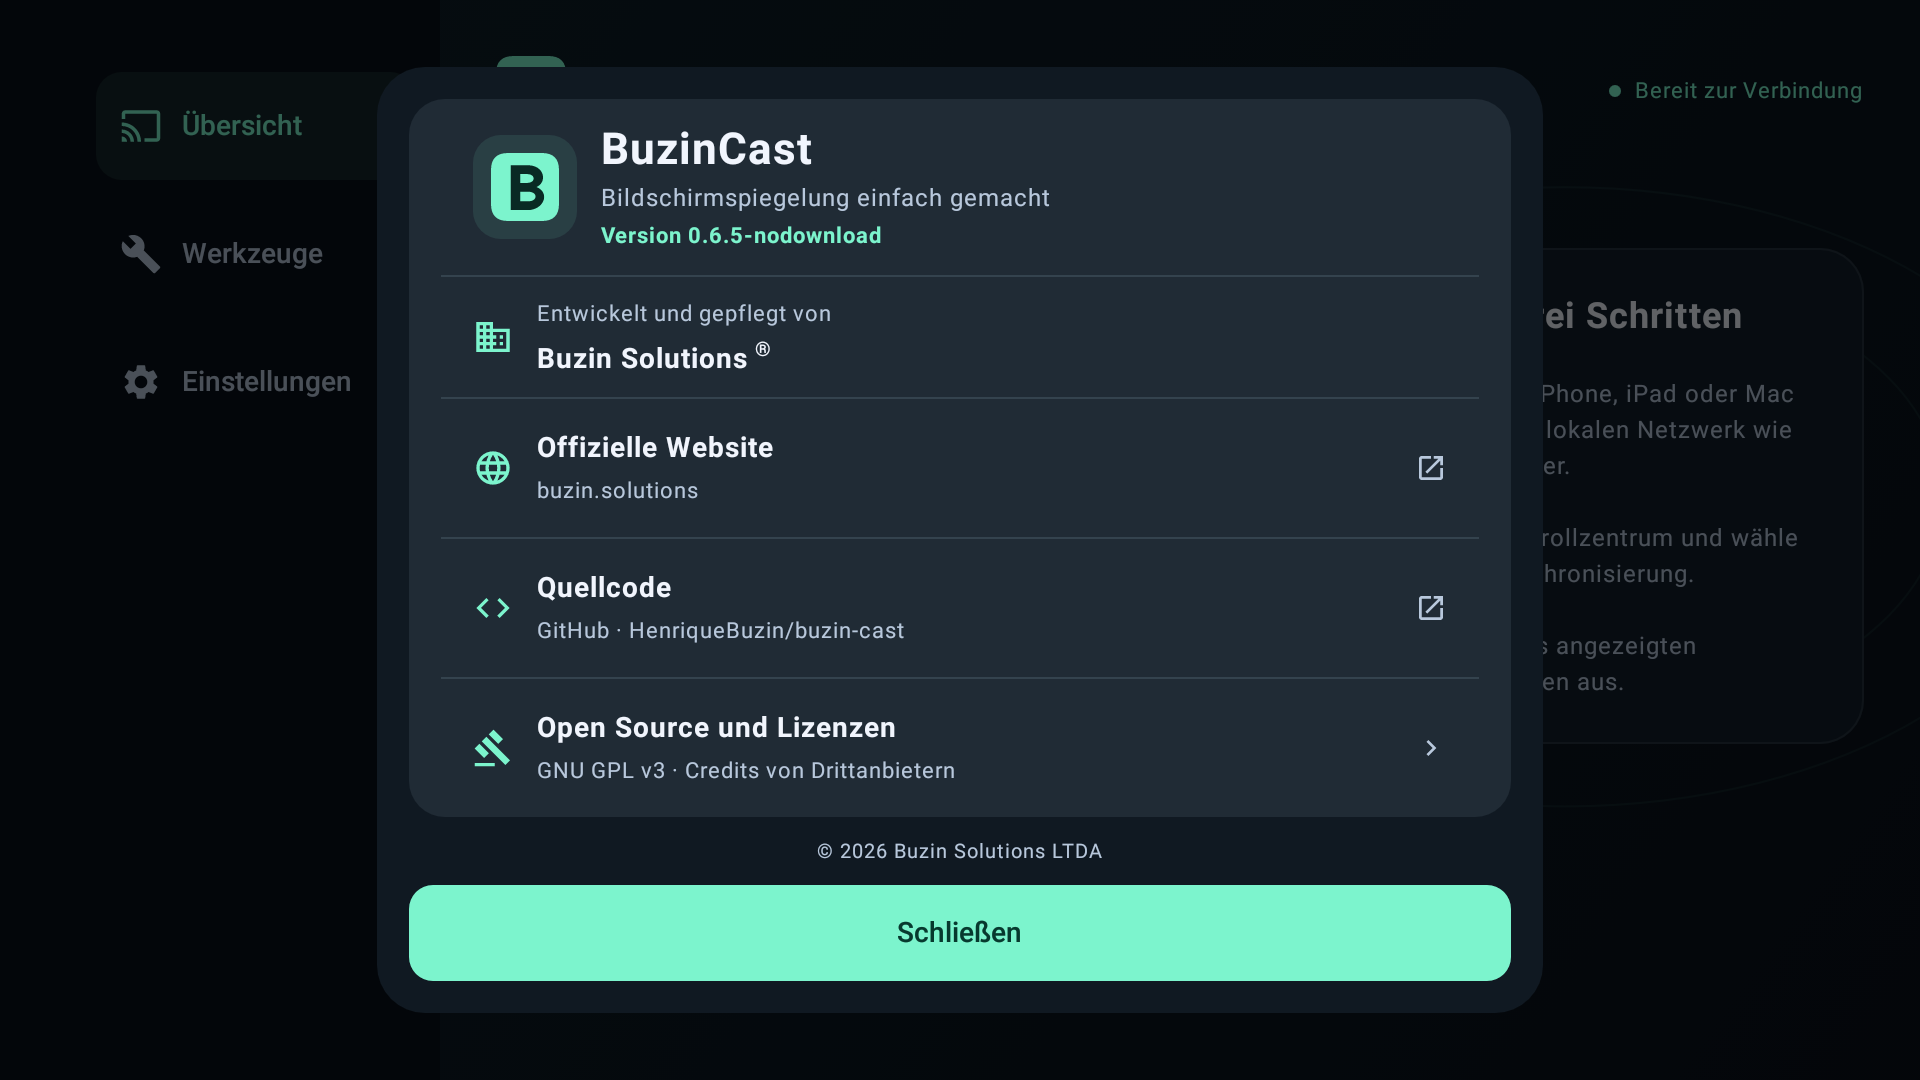 Übersicht
Werkzeuge
Einstellungen
B
BuzinCast
Bildschirmspiegelung einfach gemacht
Version 0.6.5-nodownload
Entwickelt und gepflegt von
Buzin Solutions ®
Offizielle Website
buzin.solutions
Quellcode
GitHub · HenriqueBuzin/buzin-cast
Open Source und Lizenzen
GNU GPL v3 · Credits von Drittanbietern
© 2026 Buzin Solutions LTDA
Schließen
Bereit zur Verbindung
Schritten
Phone, iPad oder Mac
lokalen Netzwerk wie
er.
rollzentrum und wähle
hronisierung.
angezeigten
en aus.